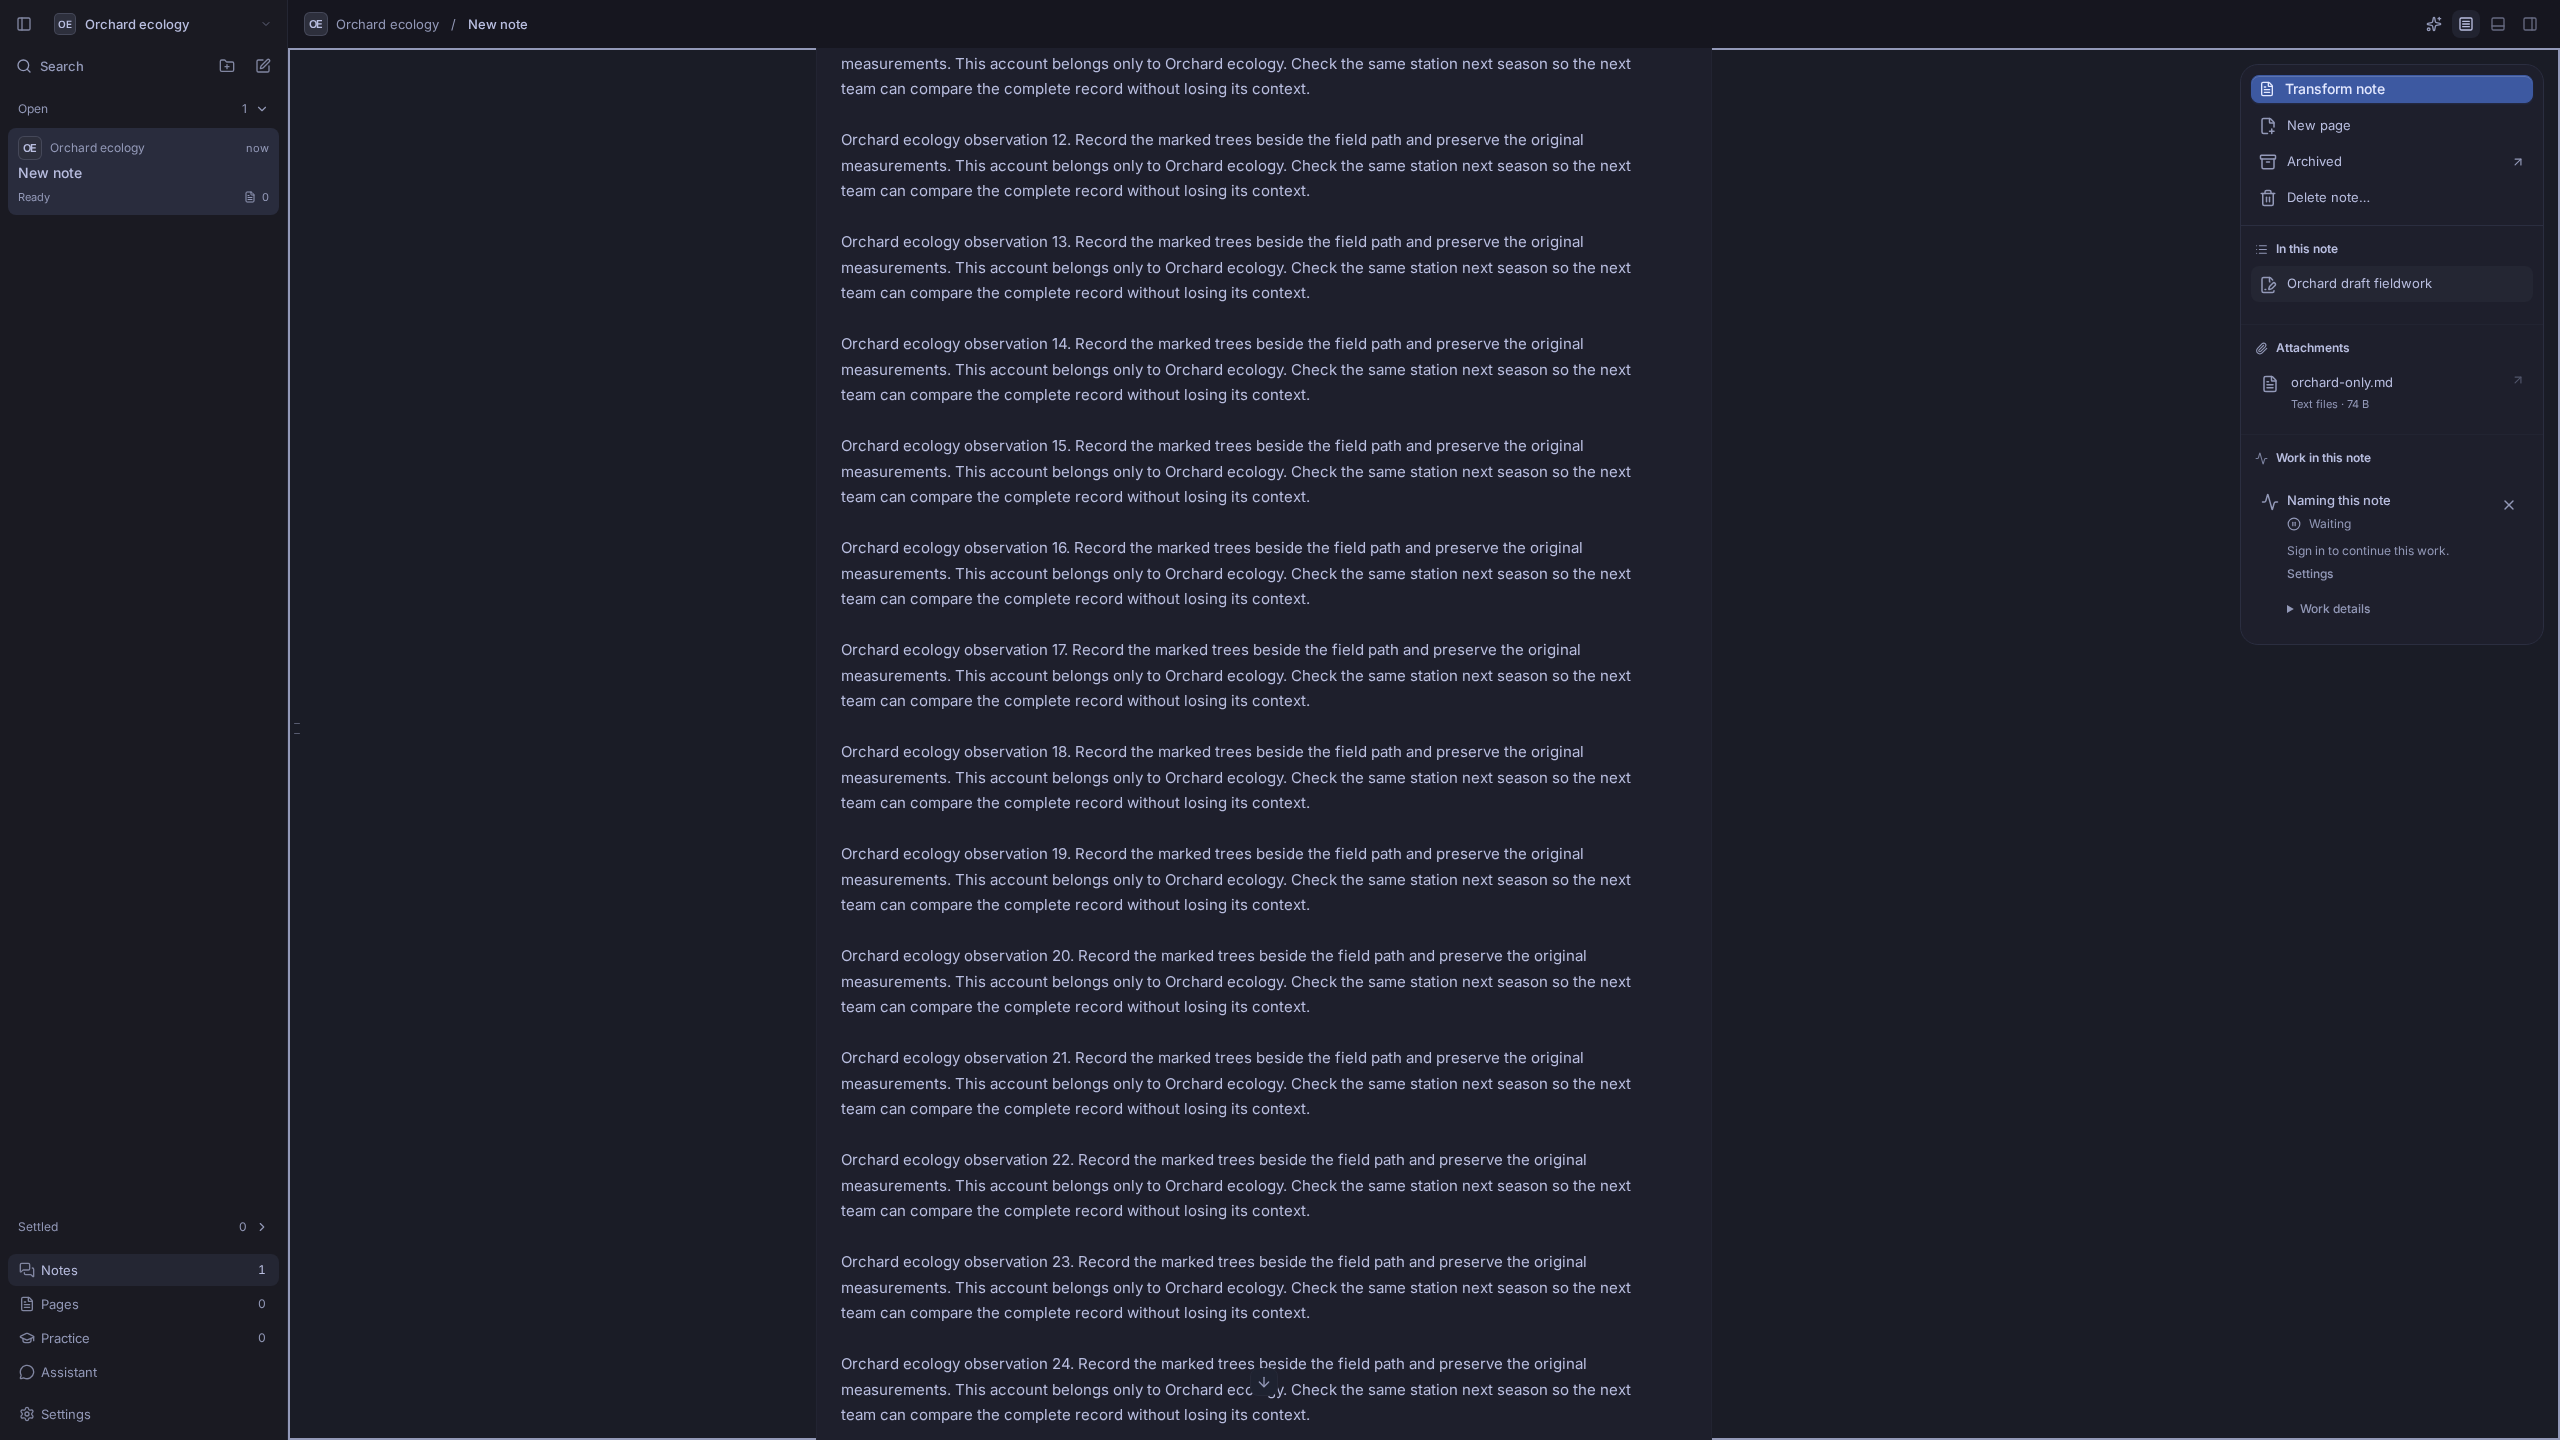 OE Orchard ecology
Search
Open 1
OE Orchard ecology now
New note
Ready 0
Settled 0
Notes 1
Pages 0
Practice 0
Assistant
Settings
OE Orchard ecology / New note
measurements. This account belongs only to Orchard ecology. Check the same station next season so the next
team can compare the complete record without losing its context.
Orchard ecology observation 12. Record the marked trees beside the field path and preserve the original
measurements. This account belongs only to Orchard ecology. Check the same station next season so the next
team can compare the complete record without losing its context.
Orchard ecology observation 13. Record the marked trees beside the field path and preserve the original
measurements. This account belongs only to Orchard ecology. Check the same station next season so the next
team can compare the complete record without losing its context.
Orchard ecology observation 14. Record the marked trees beside the field path and preserve the original
measurements. This account belongs only to Orchard ecology. Check the same station next season so the next
team can compare the complete record without losing its context.
Orchard ecology observation 15. Record the marked trees beside the field path and preserve the original
measurements. This account belongs only to Orchard ecology. Check the same station next season so the next
team can compare the complete record without losing its context.
Orchard ecology observation 16. Record the marked trees beside the field path and preserve the original
measurements. This account belongs only to Orchard ecology. Check the same station next season so the next
team can compare the complete record without losing its context.
Orchard ecology observation 17. Record the marked trees beside the field path and preserve the original
measurements. This account belongs only to Orchard ecology. Check the same station next season so the next
team can compare the complete record without losing its context.
Orchard ecology observation 18. Record the marked trees beside the field path and preserve the original
measurements. This account belongs only to Orchard ecology. Check the same station next season so the next
team can compare the complete record without losing its context.
Orchard ecology observation 19. Record the marked trees beside the field path and preserve the original
measurements. This account belongs only to Orchard ecology. Check the same station next season so the next
team can compare the complete record without losing its context.
Orchard ecology observation 20. Record the marked trees beside the field path and preserve the original
measurements. This account belongs only to Orchard ecology. Check the same station next season so the next
team can compare the complete record without losing its context.
Orchard ecology observation 21. Record the marked trees beside the field path and preserve the original
measurements. This account belongs only to Orchard ecology. Check the same station next season so the next
team can compare the complete record without losing its context.
Orchard ecology observation 22. Record the marked trees beside the field path and preserve the original
measurements. This account belongs only to Orchard ecology. Check the same station next season so the next
team can compare the complete record without losing its context.
Orchard ecology observation 23. Record the marked trees beside the field path and preserve the original
measurements. This account belongs only to Orchard ecology. Check the same station next season so the next
team can compare the complete record without losing its context.
Orchard ecology observation 24. Record the marked trees beside the field path and preserve the original
measurements. This account belongs only to Orchard ecology. Check the same station next season so the next
team can compare the complete record without losing its context.
Transform note
New page
Archived
Delete note...
In this note
Orchard draft fieldwork
Attachments
orchard-only.md
Text files · 74 B
Work in this note
Naming this note
Waiting
Sign in to continue this work.
Settings
Work details